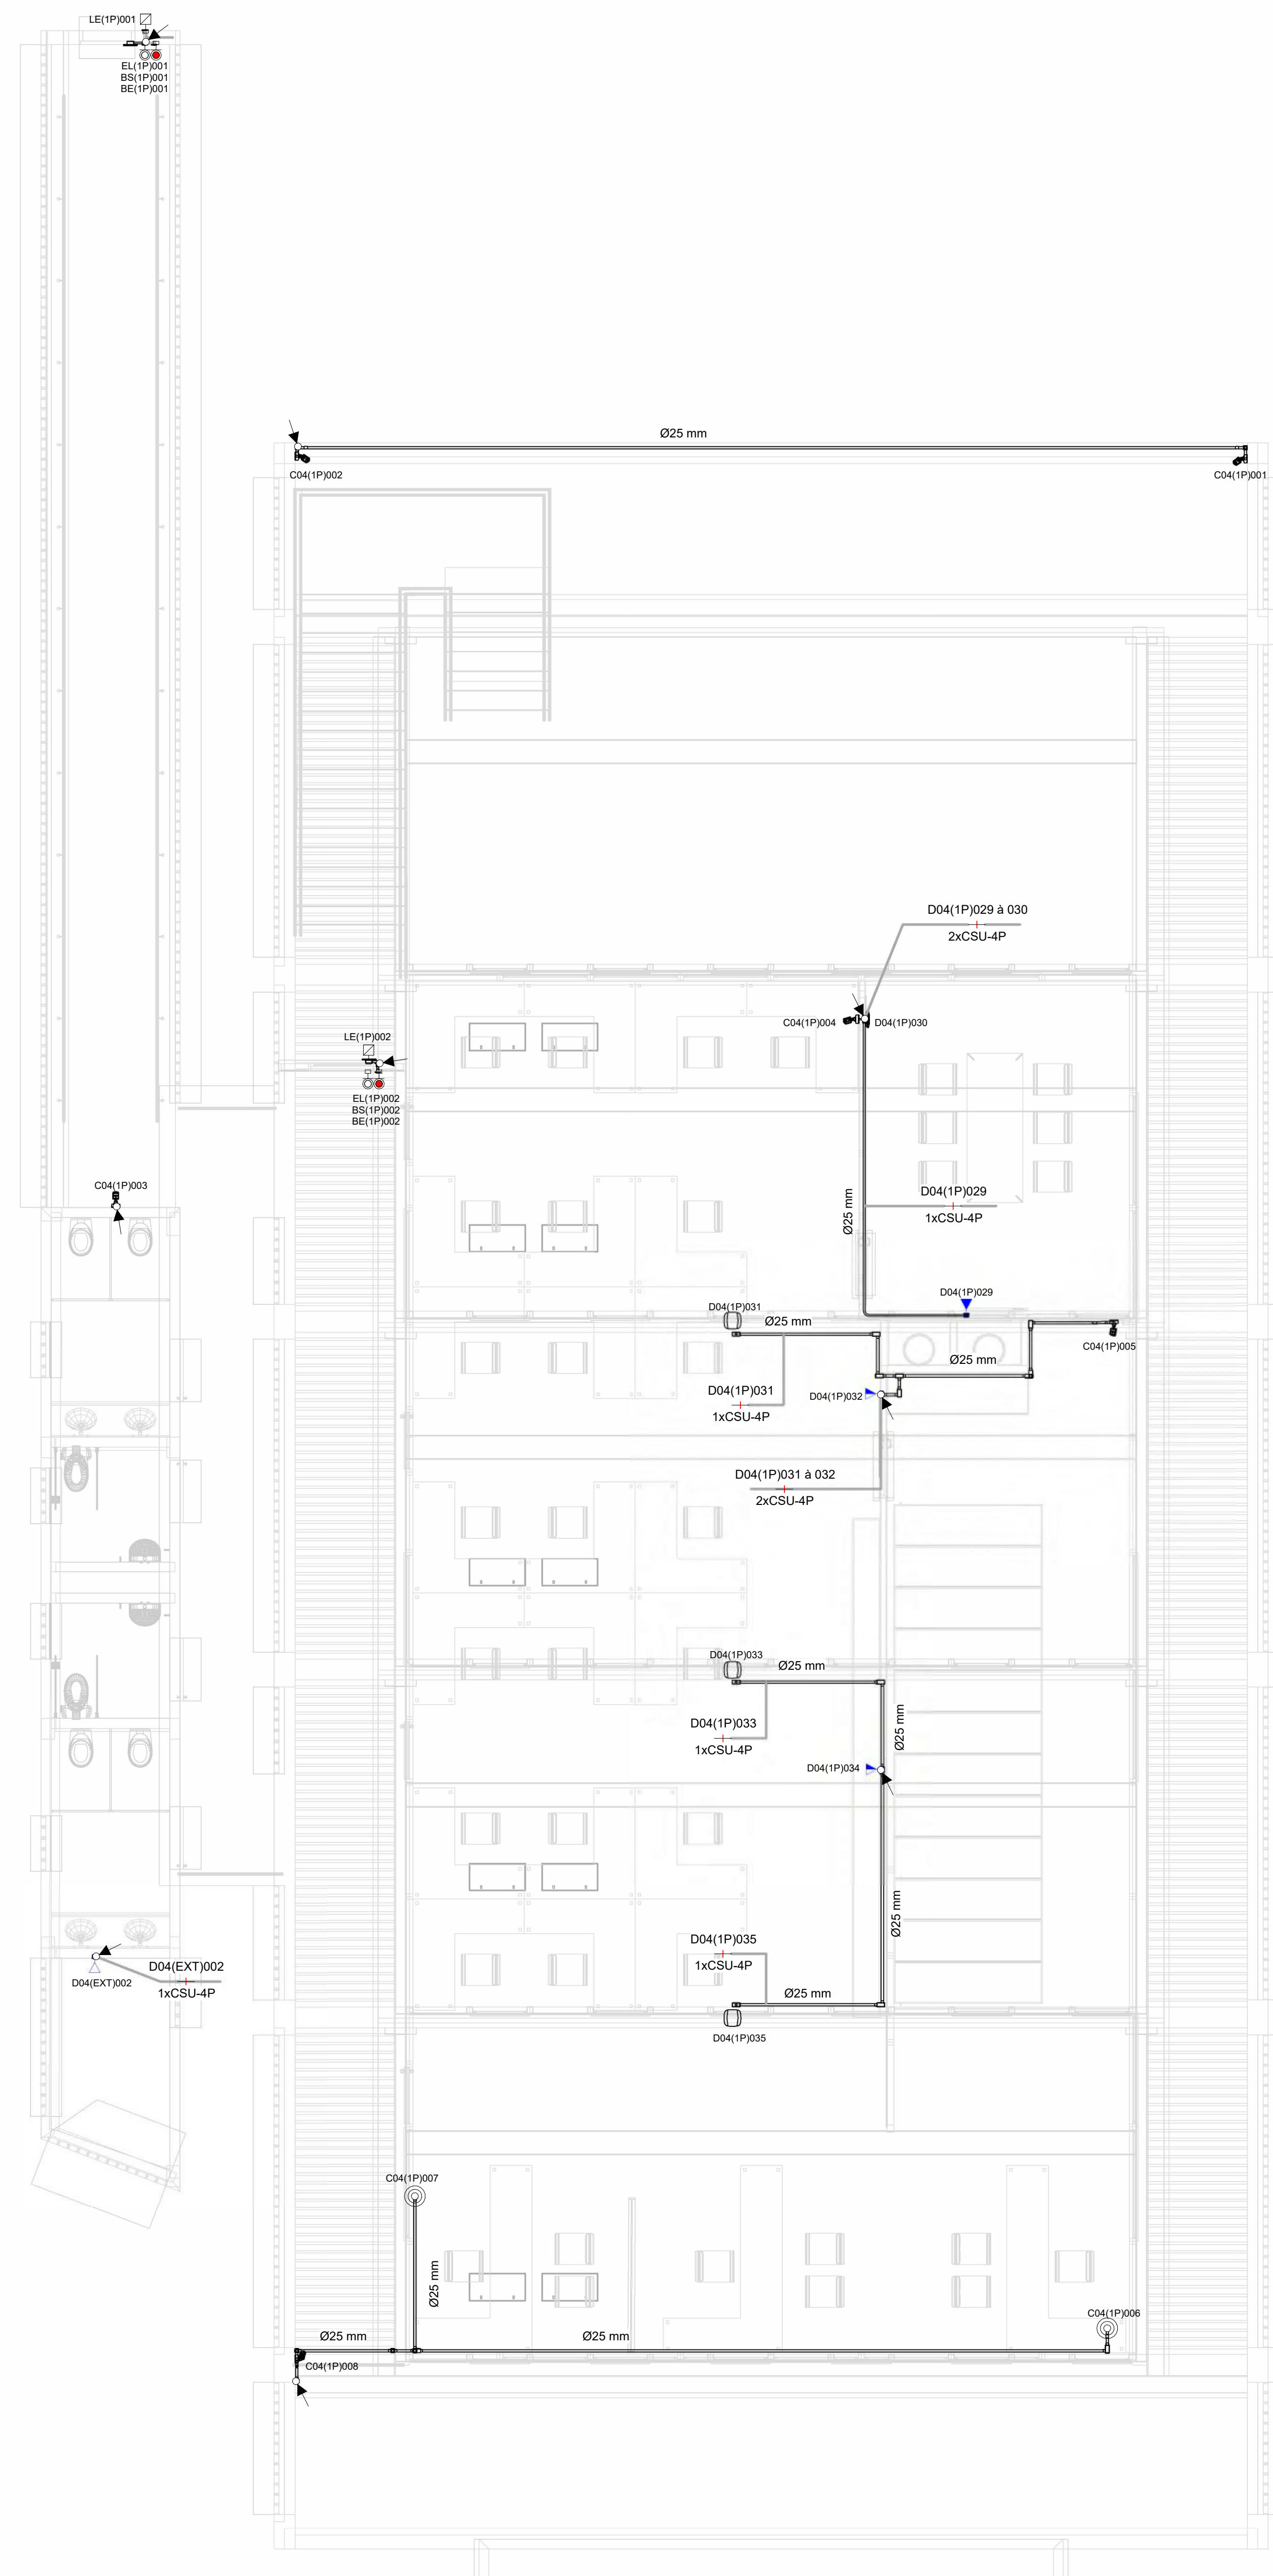 LE(1P)001
EL(1P)001
BS(1P)001
BE(1P)001
Ø25 mm
C04(1P)002
C04(1P)001
D04(1P)029 à 030
2xCSU-4P
C04(1P)004
D04(1P)030
LE(1P)002
EL(1P)002
BS(1P)002
BE(1P)002
C04(1P)003
D04(1P)029
1xCSU-4P
Ø25 mm
D04(1P)029
D04(1P)031
Ø25 mm
C04(1P)005
Ø25 mm
D04(1P)031
1xCSU-4P
D04(1P)032
D04(1P)031 à 032
2xCSU-4P
D04(1P)033
Ø25 mm
D04(1P)033
1xCSU-4P
Ø25 mm
D04(1P)034
Ø25 mm
D04(1P)035
1xCSU-4P
D04(EXT)002
1xCSU-4P
D04(EXT)002
Ø25 mm
D04(1P)035
C04(1P)007
Ø25 mm
C04(1P)006
Ø25 mm
Ø25 mm
C04(1P)008